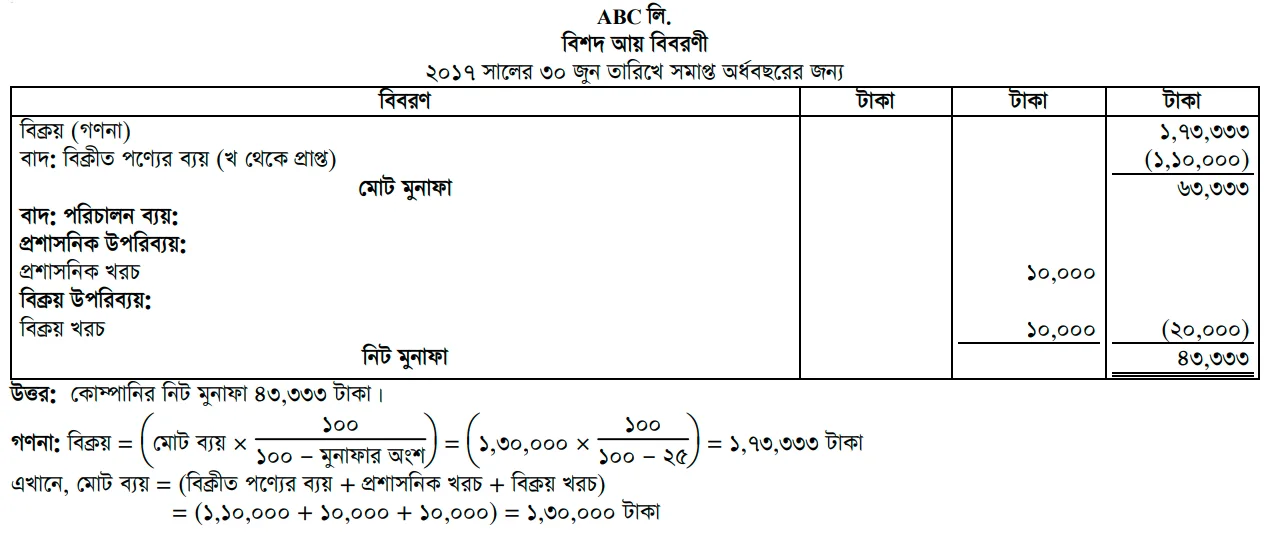 ABC লি.
বিশদ আয় বিবরণী
২০১৭ সালের ৩০ জুন তারিখে সমাপ্ত অর্ধবছরের জন্য
বিবরণ টাকা টাকা টাকা
বিক্রয় (গণনা) ১,৭৩,৩৩৩
বাদ: বিক্রীত পণ্যের ব্যয় (খ থেকে প্রাপ্ত) (১,১০,০০০)
মোট মুনাফা ৬৩,৩৩৩
বাদ: পরিচালন ব্যয়:
প্রশাসনিক উপরিব্যয়:
প্রশাসনিক খরচ ১০,০০০
বিক্রয় উপরিব্যয়:
বিক্রয় খরচ ১০,০০০ (২০,০০০)
নিট মুনাফা ৪৩,৩৩৩
উত্তর: কোম্পানির নিট মুনাফা ৪৩,৩৩৩ টাকা।
গণনা: বিক্রয় = (মোট ব্যয় × ১০০ / ১০০ − মুনাফার অংশ) = (১,৩০,০০০ × ১০০ / ১০০ − ২৫) = ১,৭৩,৩৩৩ টাকা
এখানে, মোট ব্যয় = (বিক্রীত পণ্যের ব্যয় + প্রশাসনিক খরচ + বিক্রয় খরচ)
= (১,১০,০০০ + ১০,০০০ + ১০,০০০) = ১,৩০,০০০ টাকা